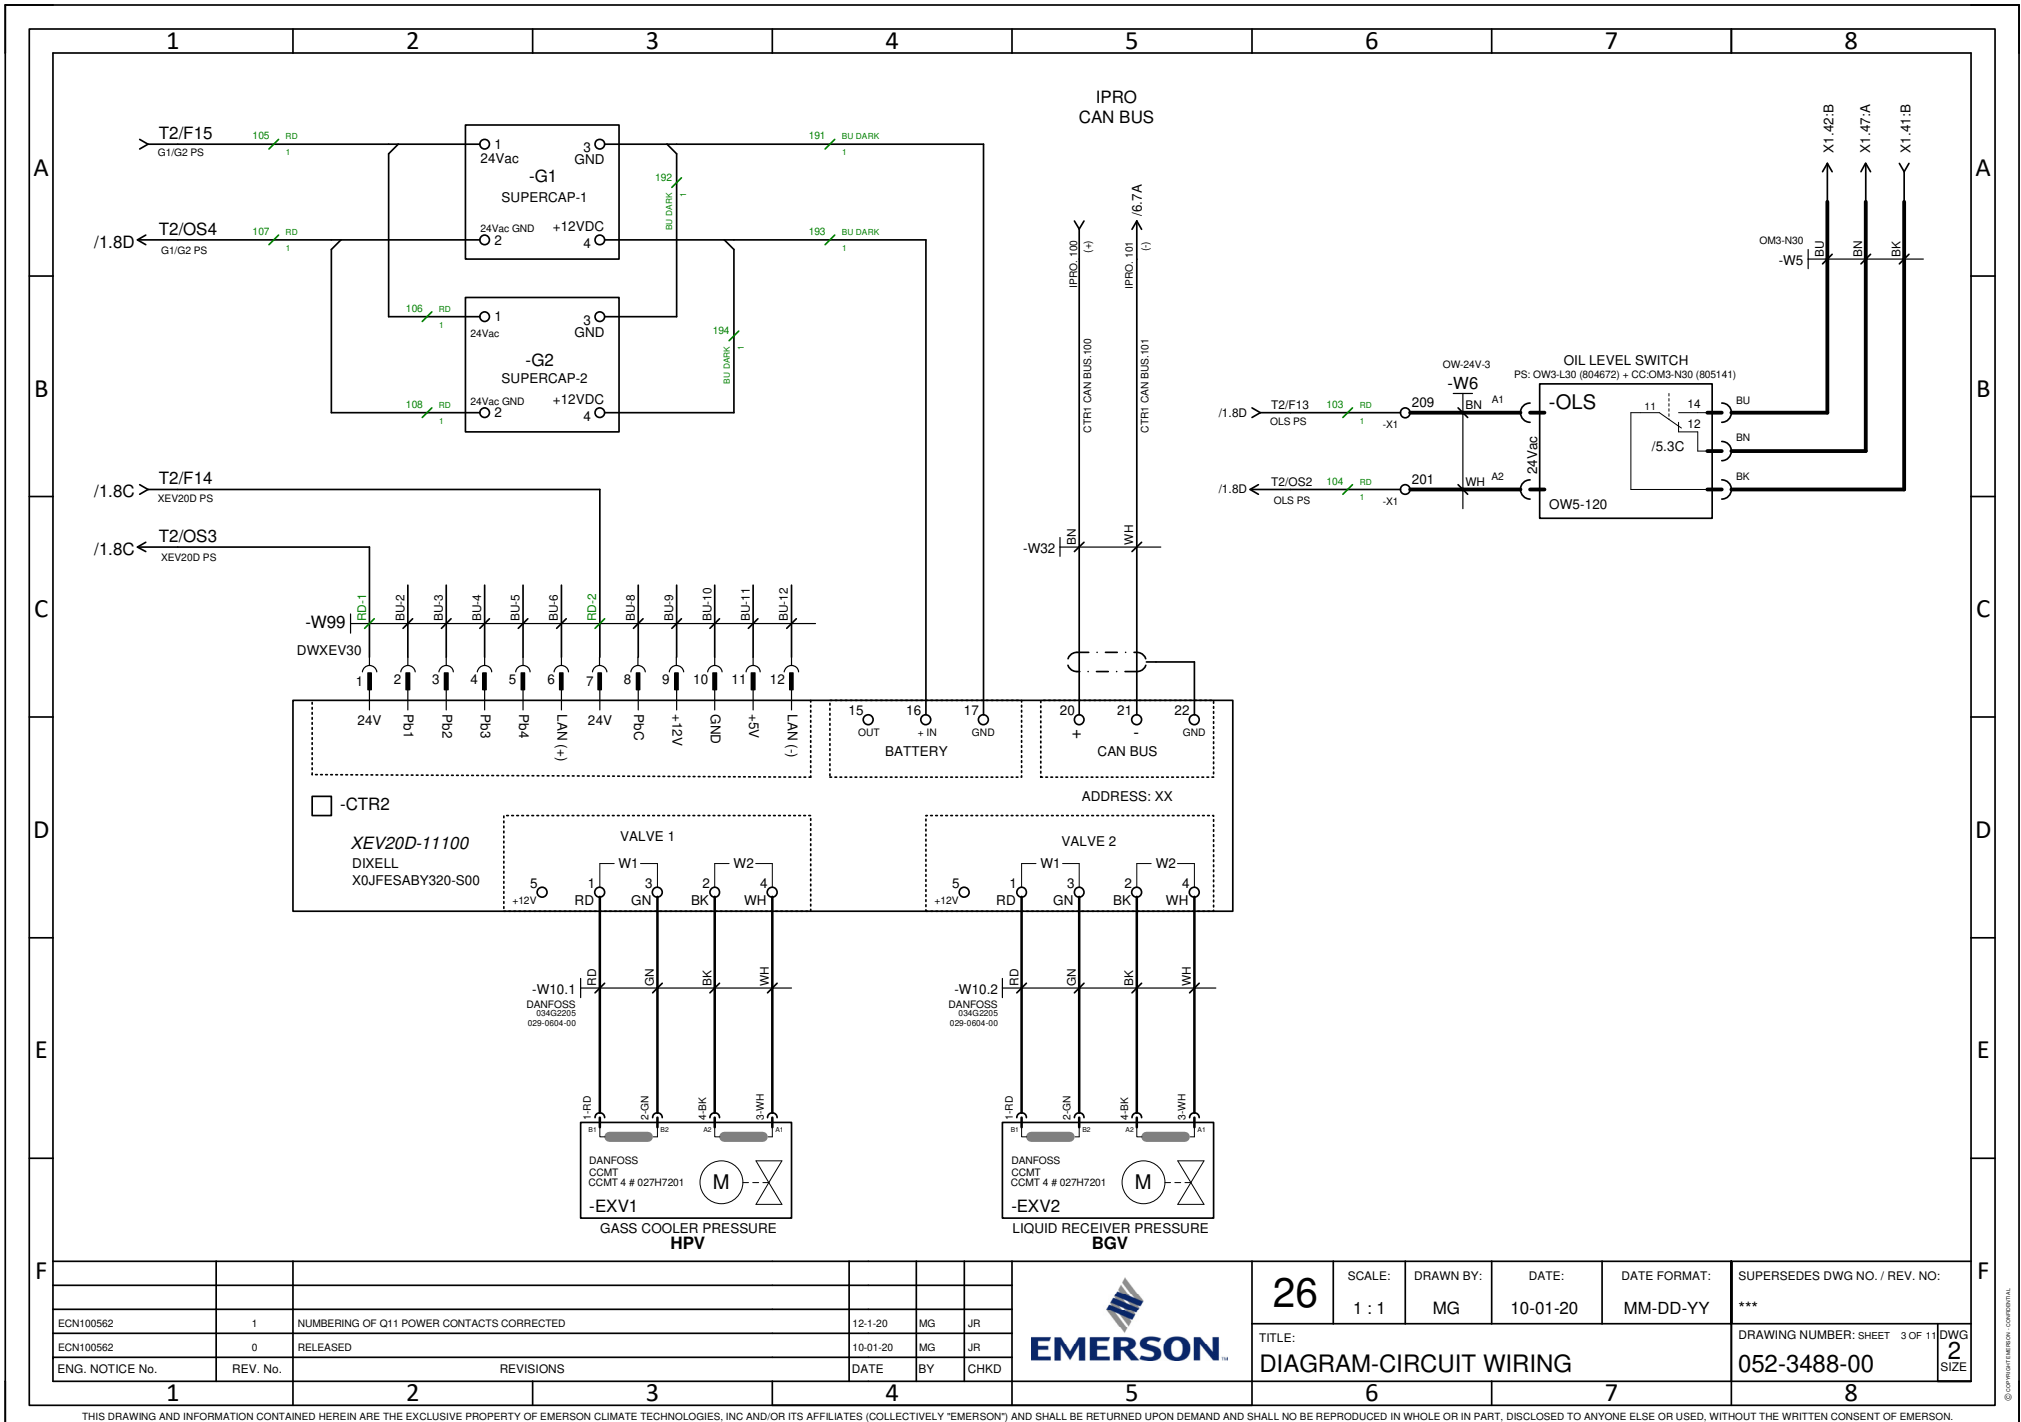 1 2 3 4 5 6 7 8
A
B
C
D
E
F
A
B
C
D
E
F
T2/F15
G1/G2 PS
105 RD
1
/1.8D
T2/OS4
G1/G2 PS
107 RD
1
1
24Vac
3
GND
-G1
SUPERCAP-1
24Vac GND
2
+12VDC
4
106 RD
1
108 RD
1
1
24Vac
3
GND
-G2
SUPERCAP-2
24Vac GND
2
+12VDC
4
191 BU DARK
1
192
BU DARK
1
193 BU DARK
1
194
BU DARK
1
IPRO
CAN BUS
IPRO. 100
(+)
/6.7A
IPRO. 101
(-)
CTR1 CAN BUS.100
CTR1 CAN BUS.101
-W32
BN
WH
X1.42:B
X1.47:A
X1.41:B
OM3-N30
-W5
BU
BN
BK
OIL LEVEL SWITCH
PS: OW3-L30 (804672) + CC:OM3-N30 (805141)
OW-24V-3
-W6
/1.8D
T2/F13
OLS PS
103 RD
1
209
-X1
BN A1
/1.8D
T2/OS2
OLS PS
104 RD
1
201
-X1
WH A2
-OLS
24Vac
11
14
12
/5.3C
OW5-120
BU
BN
BK
/1.8C
T2/F14
XEV20D PS
/1.8C
T2/OS3
XEV20D PS
-W99
DWXEV30
RD-1
BU-2
BU-3
BU-4
BU-5
BU-6
RD-2
BU-8
BU-9
BU-10
BU-11
BU-12
1 2 3 4 5 6 7 8 9 10 11 12
24V
Pb1
Pb2
Pb3
Pb4
LAN (+)
24V
PbC
+12V
GND
+5V
LAN (-)
15
OUT
16
+ IN
17
GND
BATTERY
20
+
21
-
22
GND
CAN BUS
ADDRESS: XX
-CTR2
XEV20D-11100
DIXELL
X0JFESABY320-S00
VALVE 1
W1
W2
5
+12V
1
RD
3
GN
2
BK
4
WH
VALVE 2
W1
W2
5
+12V
1
RD
3
GN
2
BK
4
WH
-W10.1
DANFOSS
034G2205
029-0604-00
RD
GN
BK
WH
-W10.2
DANFOSS
034G2205
029-0604-00
RD
GN
BK
WH
1-RD
2-GN
4-BK
3-WH
B1 B2 A2 A1
DANFOSS
CCMT
CCMT 4 # 027H7201
M
-EXV1
GASS COOLER PRESSURE
HPV
1-RD
2-GN
4-BK
3-WH
B1 B2 A2 A1
DANFOSS
CCMT
CCMT 4 # 027H7201
M
-EXV2
LIQUID RECEIVER PRESSURE
BGV
ECN100562 1 NUMBERING OF Q11 POWER CONTACTS CORRECTED 12-1-20 MG JR
ECN100562 0 RELEASED 10-01-20 MG JR
ENG. NOTICE No. REV. No. REVISIONS DATE BY CHKD
EMERSON™
26
SCALE:
1 : 1
DRAWN BY:
MG
DATE:
10-01-20
DATE FORMAT:
MM-DD-YY
SUPERSEDES DWG NO. / REV. NO:
***
TITLE:
DIAGRAM-CIRCUIT WIRING
DRAWING NUMBER: SHEET 3 OF 11
052-3488-00
DWG
2
SIZE
© COPYRIGHT EMERSON - CONFIDENTIAL
1 2 3 4 5 6 7 8
THIS DRAWING AND INFORMATION CONTAINED HEREIN ARE THE EXCLUSIVE PROPERTY OF EMERSON CLIMATE TECHNOLOGIES, INC AND/OR ITS AFFILIATES (COLLECTIVELY "EMERSON") AND SHALL BE RETURNED UPON DEMAND AND SHALL NO BE REPRODUCED IN WHOLE OR IN PART, DISCLOSED TO ANYONE ELSE OR USED, WITHOUT THE WRITTEN CONSENT OF EMERSON.